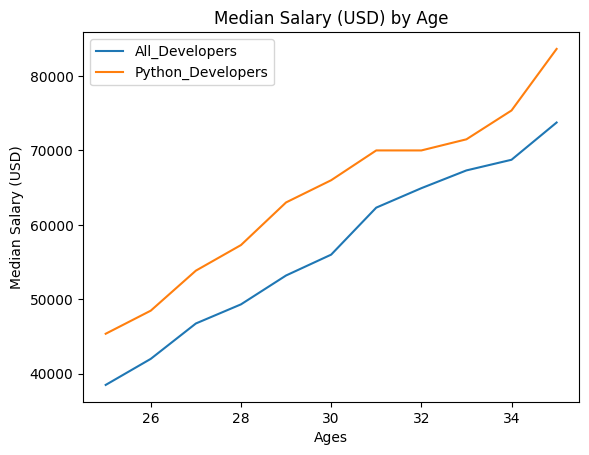 Median Salary (USD) by Age
All_Developers
Python_Developers
Median Salary (USD)
80000
70000
60000
50000
40000
26 28 30 32 34
Ages